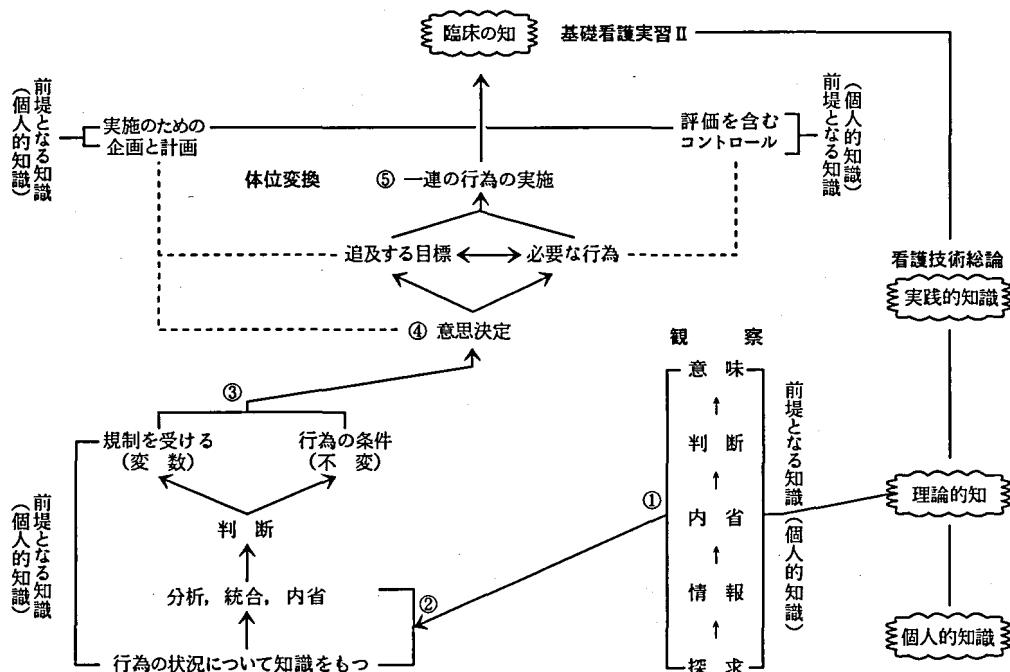 臨床の知
基礎看護実習Ⅱ
前堤となる知識
(個人的知識)
実施のための
企画と計画
評価を含む
コントロール
(個人的知識)
前堤となる知識
体位変換
⑤ 一連の行為の実施
追及する目標
必要な行為
看護技術総論
実践的知識
④ 意思決定
観 察
③
意 味
規制を受ける
(変 数)
行為の条件
(不 変)
判 断
前堤となる知識(個人的知識)
①
内 省
理論的知
前堤となる知識
(個人的知識)
判 断
分析,統合,内省
②
情 報
個人的知識
行為の状況について知識をもつ
探 求